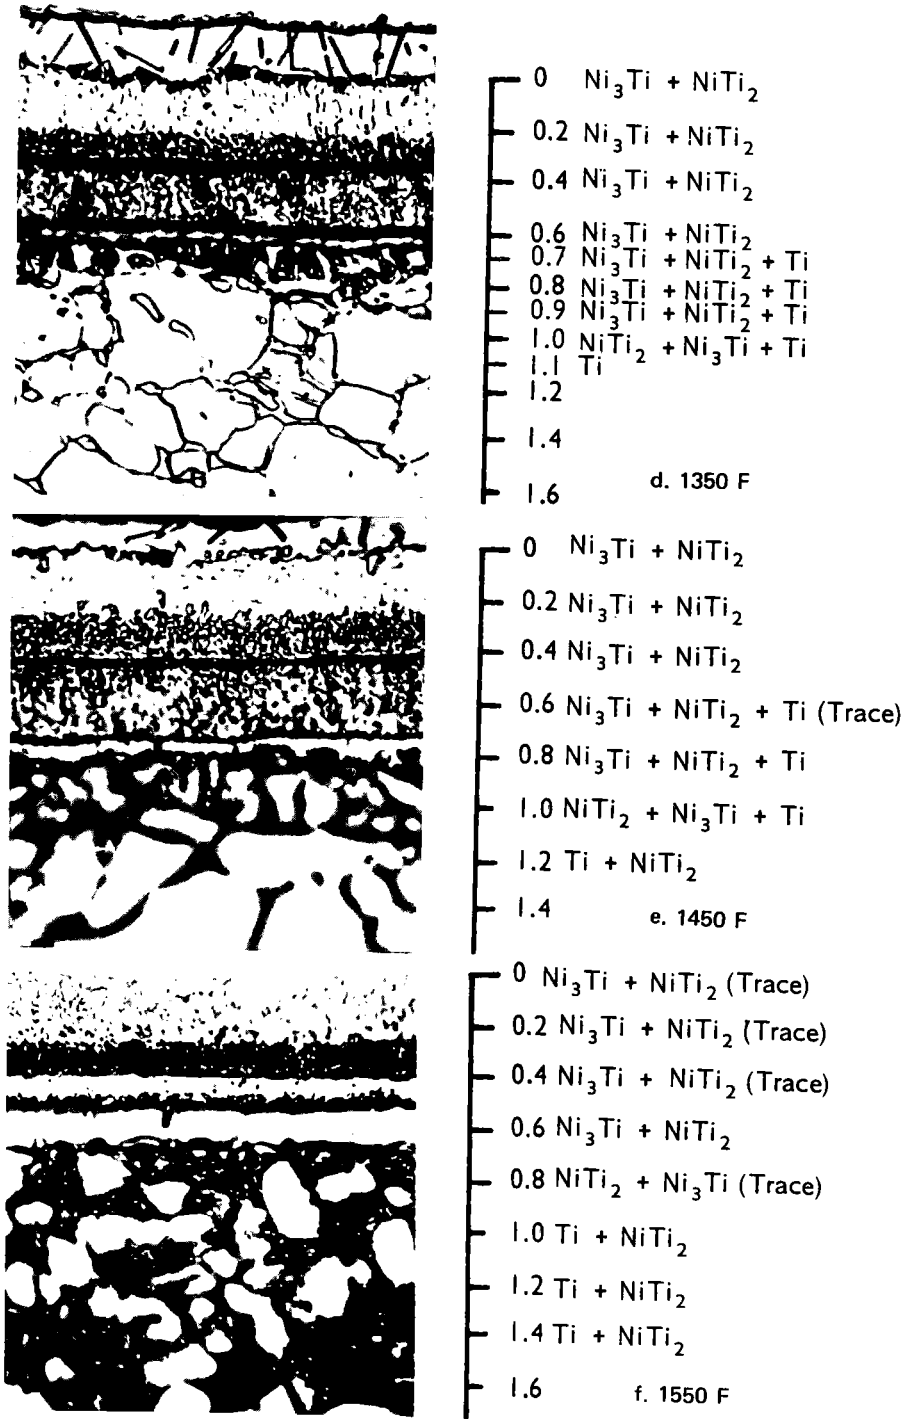 0 Ni3Ti + NiTi2
0.2 Ni3Ti + NiTi2
0.4 Ni3Ti + NiTi2
0.6 Ni3Ti + NiTi2
0.7 Ni3Ti + NiTi2 + Ti
0.8 Ni3Ti + NiTi2 + Ti
0.9 Ni3Ti + NiTi2 + Ti
1.0 NiTi2 + Ni3Ti + Ti
1.1 Ti
1.2
1.4
1.6
d. 1350 F
0 Ni3Ti + NiTi2
0.2 Ni3Ti + NiTi2
0.4 Ni3Ti + NiTi2
0.6 Ni3Ti + NiTi2 + Ti (Trace)
0.8 Ni3Ti + NiTi2 + Ti
1.0 NiTi2 + Ni3Ti + Ti
1.2 Ti + NiTi2
1.4
e. 1450 F
0 Ni3Ti + NiTi2 (Trace)
0.2 Ni3Ti + NiTi2 (Trace)
0.4 Ni3Ti + NiTi2 (Trace)
0.6 Ni3Ti + NiTi2
0.8 NiTi2 + Ni3Ti (Trace)
1.0 Ti + NiTi2
1.2 Ti + NiTi2
1.4 Ti + NiTi2
1.6
f. 1550 F